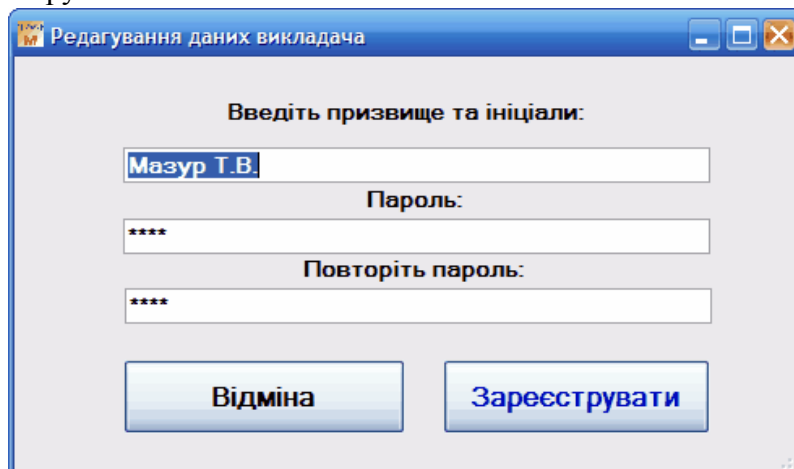 Редагування даних викладача
Введіть призвище та ініціали:
Мазур Т.В.
Пароль:
****
Повторіть пароль:
****
Відміна Зареєструвати